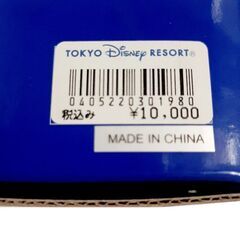 TOKYO Disney RESORT®
0405220301980
税込み ¥10,000
MADE IN CHINA